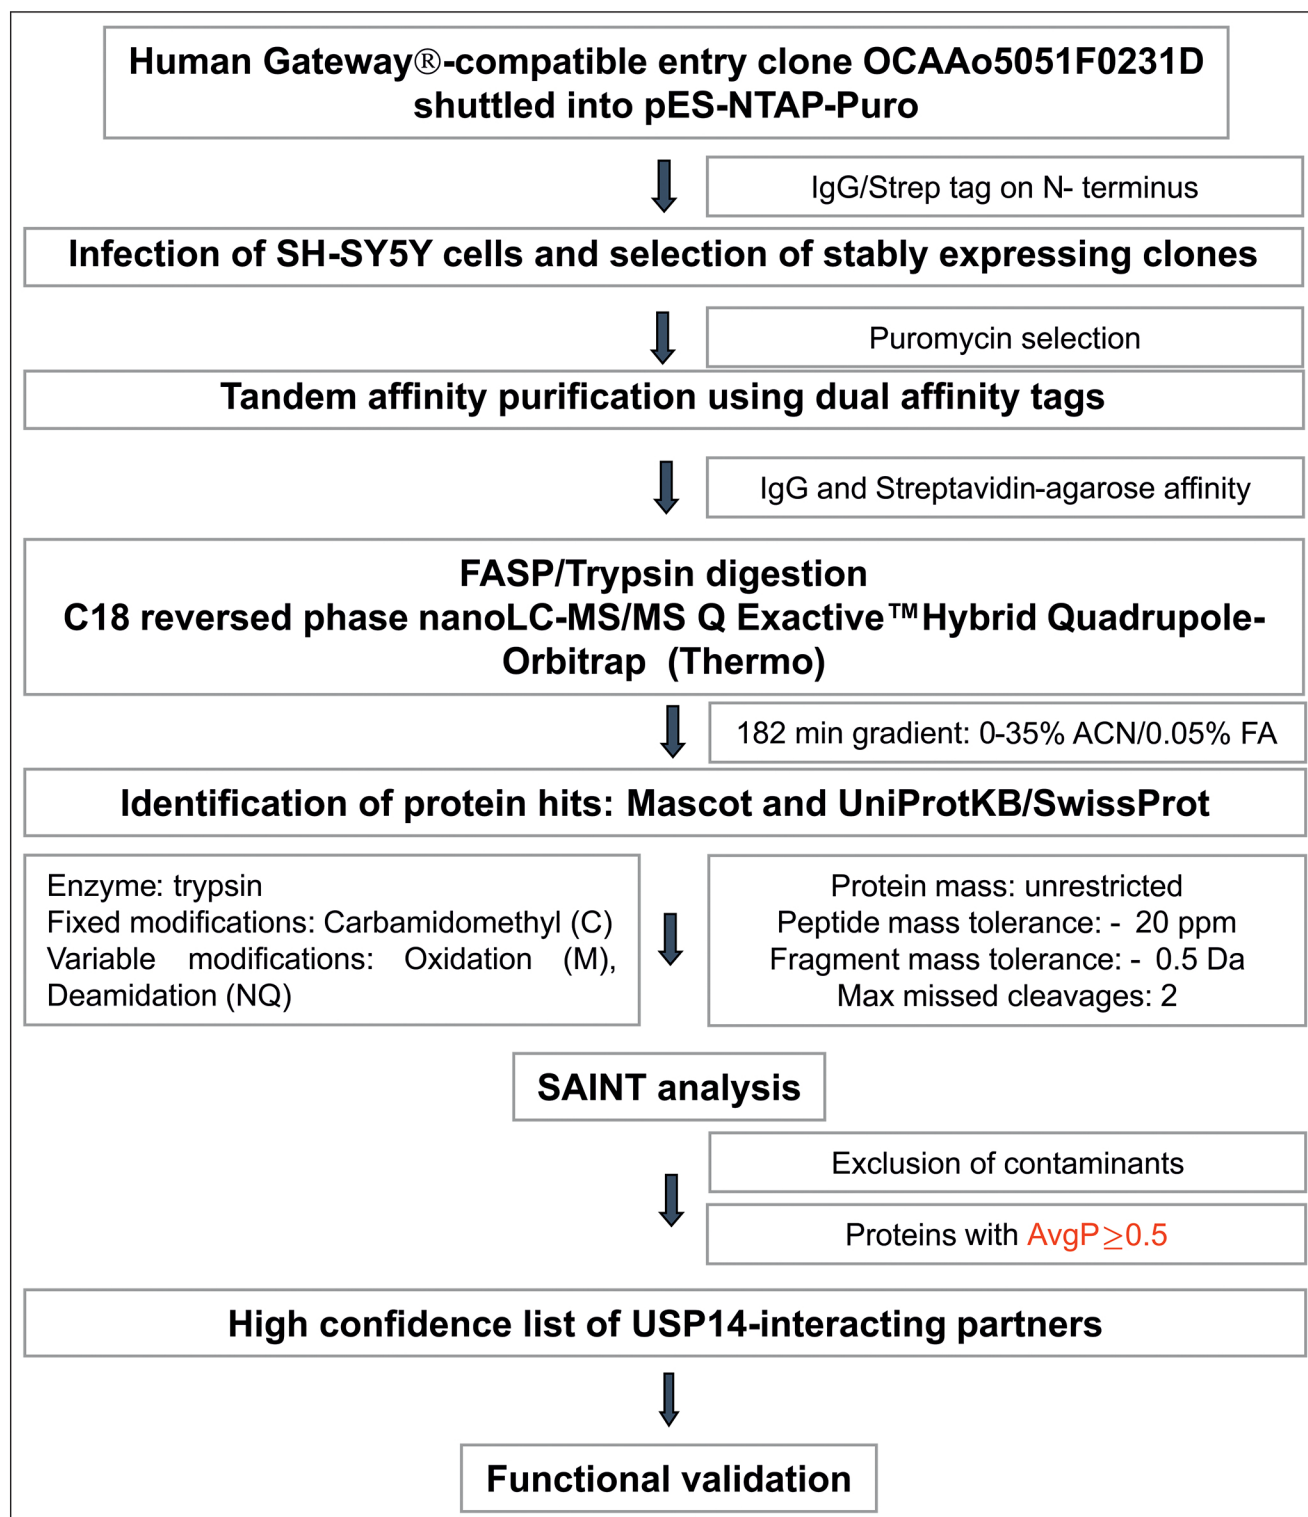 Human Gateway®-compatible entry clone OCAAo5051F0231D
shuttled into pES-NTAP-Puro
IgG/Strep tag on N- terminus
Infection of SH-SY5Y cells and selection of stably expressing clones
Puromycin selection
Tandem affinity purification using dual affinity tags
IgG and Streptavidin-agarose affinity
FASP/Trypsin digestion
C18 reversed phase nanoLC-MS/MS Q Exactive™Hybrid Quadrupole-
Orbitrap (Thermo)
182 min gradient: 0-35% ACN/0.05% FA
Identification of protein hits: Mascot and UniProtKB/SwissProt
Enzyme: trypsin
Fixed modifications: Carbamidomethyl (C)
Variable modifications: Oxidation (M),
Deamidation (NQ)
Protein mass: unrestricted
Peptide mass tolerance: - 20 ppm
Fragment mass tolerance: - 0.5 Da
Max missed cleavages: 2
SAINT analysis
Exclusion of contaminants
Proteins with AvgP≥0.5
High confidence list of USP14-interacting partners
Functional validation